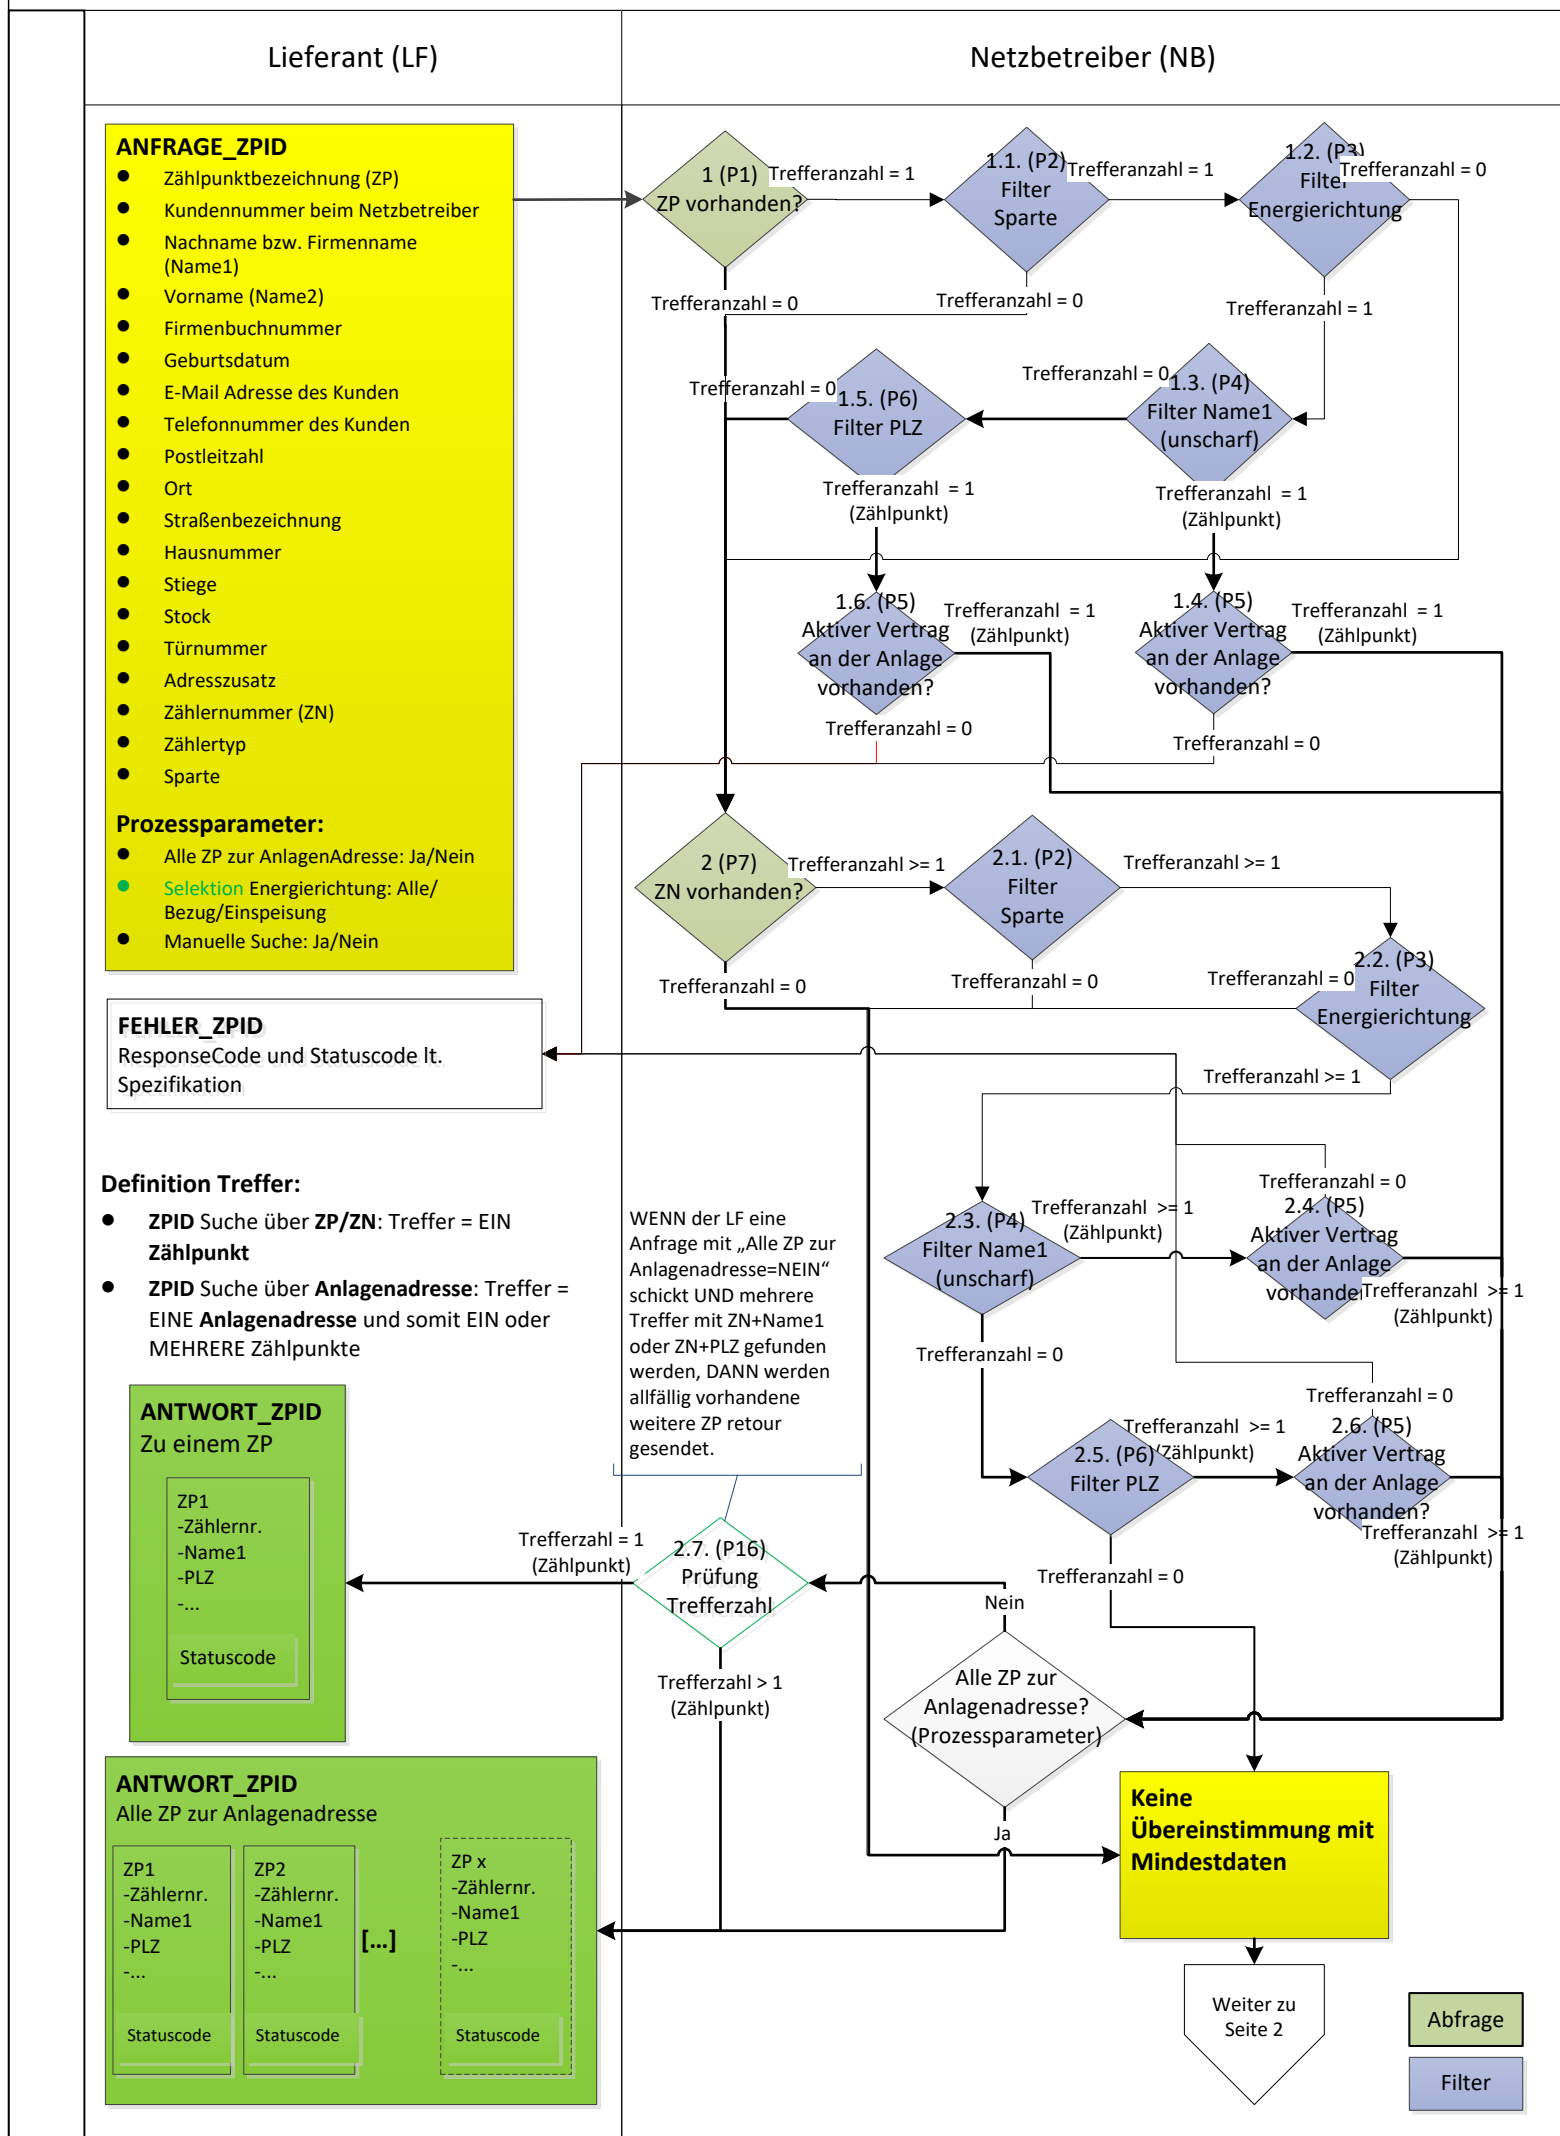 Lieferant (LF)
Netzbetreiber (NB)
ANFRAGE_ZPID
● Zählpunktbezeichnung (ZP)
● Kundennummer beim Netzbetreiber
● Nachname bzw. Firmenname
(Name1)
● Vorname (Name2)
● Firmenbuchnummer
● Geburtsdatum
● E-Mail Adresse des Kunden
● Telefonnummer des Kunden
● Postleitzahl
● Ort
● Straßenbezeichnung
● Hausnummer
● Stiege
● Stock
● Türnummer
● Adresszusatz
● Zählernummer (ZN)
● Zählertyp
● Sparte
Prozessparameter:
● Alle ZP zur AnlagenAdresse: Ja/Nein
● Selektion Energierichtung: Alle/
Bezug/Einspeisung
● Manuelle Suche: Ja/Nein
FEHLER_ZPID
ResponseCode und Statuscode lt.
Spezifikation
Definition Treffer:
● ZPID Suche über ZP/ZN: Treffer = EIN
Zählpunkt
● ZPID Suche über Anlagenadresse: Treffer =
EINE Anlagenadresse und somit EIN oder
MEHRERE Zählpunkte
ANTWORT_ZPID
Zu einem ZP
ZP1
-Zählernr.
-Name1
-PLZ
-...
Statuscode
ANTWORT_ZPID
Alle ZP zur Anlagenadresse
ZP1
-Zählernr.
-Name1
-PLZ
-...
Statuscode
ZP2
-Zählernr.
-Name1
-PLZ
-...
Statuscode
[...]
ZP x
-Zählernr.
-Name1
-PLZ
-...
Statuscode
1 (P1)
ZP vorhanden?
Trefferanzahl = 1
Trefferanzahl = 0
1.1. (P2)
Filter
Sparte
Trefferanzahl = 1
Trefferanzahl = 0
1.2. (P3)
Filter
Energierichtung
Trefferanzahl = 0
Trefferanzahl = 1
1.3. (P4)
Filter Name1
(unscharf)
Trefferanzahl = 0
Trefferanzahl = 1
(Zählpunkt)
1.5. (P6)
Filter PLZ
Trefferanzahl = 0
Trefferanzahl = 1
(Zählpunkt)
1.6. (P5)
Aktiver Vertrag
an der Anlage
vorhanden?
Trefferanzahl = 1
(Zählpunkt)
Trefferanzahl = 0
1.4. (P5)
Aktiver Vertrag
an der Anlage
vorhanden?
Trefferanzahl = 1
(Zählpunkt)
Trefferanzahl = 0
2 (P7)
ZN vorhanden?
Trefferanzahl >= 1
Trefferanzahl = 0
2.1. (P2)
Filter
Sparte
Trefferanzahl >= 1
Trefferanzahl = 0
2.2. (P3)
Filter
Energierichtung
Trefferanzahl = 0
Trefferanzahl >= 1
WENN der LF eine
Anfrage mit „Alle ZP zur
Anlagenadresse=NEIN“
schickt UND mehrere
Treffer mit ZN+Name1
oder ZN+PLZ gefunden
werden, DANN werden
allfällig vorhandene
weitere ZP retour
gesendet.
2.3. (P4)
Filter Name1
(unscharf)
Trefferanzahl >= 1
(Zählpunkt)
Trefferanzahl = 0
Trefferanzahl = 0
2.4. (P5)
Aktiver Vertrag
an der Anlage
Trefferanzahl >= 1
(Zählpunkt)
2.5. (P6)
Filter PLZ
Trefferanzahl >= 1
(Zählpunkt)
Trefferanzahl = 0
Trefferanzahl = 0
2.6. (P5)
Aktiver Vertrag
an der Anlage
vorhanden?
Trefferanzahl >= 1
(Zählpunkt)
Trefferzahl = 1
(Zählpunkt)
2.7. (P16)
Prüfung
Trefferzahl
Trefferzahl > 1
(Zählpunkt)
Nein
Alle ZP zur
Anlagenadresse?
(Prozessparameter)
Ja
Keine
Übereinstimmung mit
Mindestdaten
Weiter zu
Seite 2
Abfrage
Filter